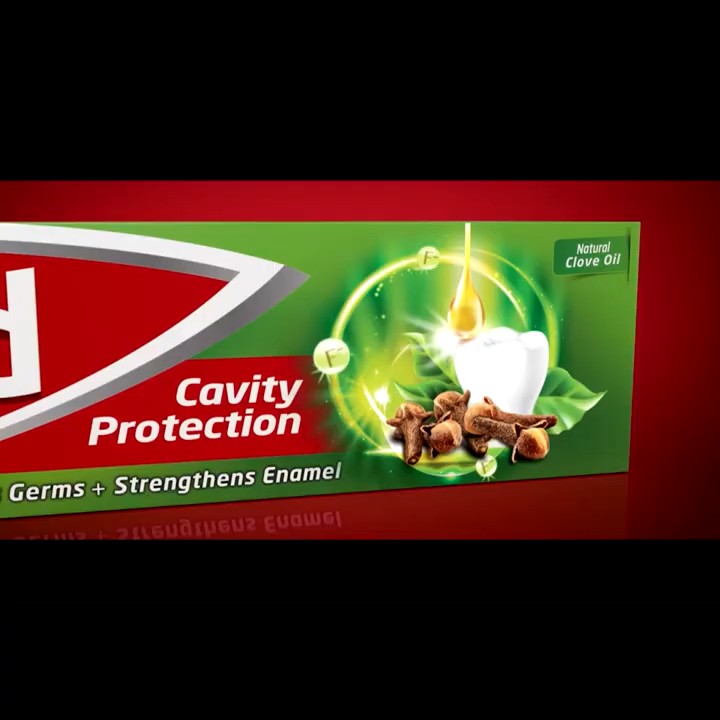 Natural
Clove Oil
d
Cavity
Protection
Germs + Strengthens Enamel